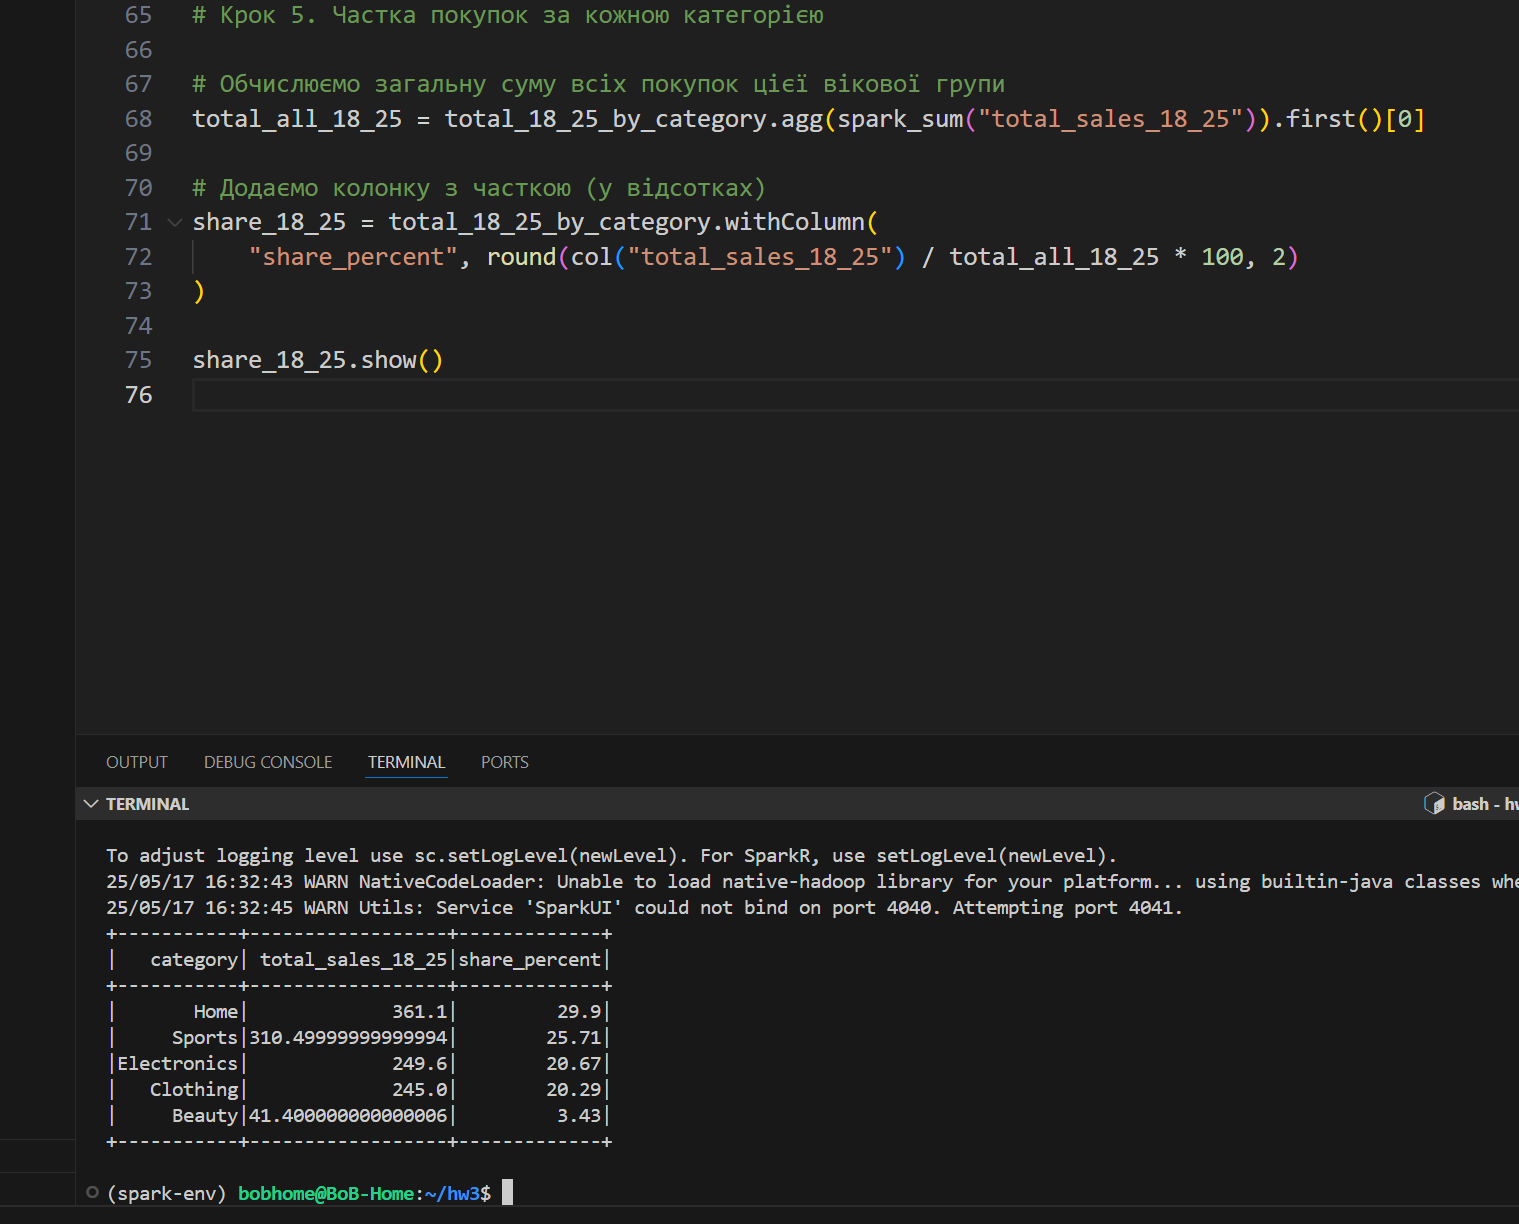 65 # Крок 5. Частка покупок за кожною категорією
66
67 # Обчислюємо загальну суму всіх покупок цієї вікової групи
68 total_all_18_25 = total_18_25_by_category.agg(spark_sum("total_sales_18_25")).first()[0]
69
70 # Додаємо колонку з часткою (у відсотках)
71 share_18_25 = total_18_25_by_category.withColumn(
72     "share_percent", round(col("total_sales_18_25") / total_all_18_25 * 100, 2)
73 )
74
75 share_18_25.show()
76
OUTPUT DEBUG CONSOLE TERMINAL PORTS
TERMINAL bash - hw
To adjust logging level use sc.setLogLevel(newLevel). For SparkR, use setLogLevel(newLevel).
25/05/17 16:32:43 WARN NativeCodeLoader: Unable to load native-hadoop library for your platform... using builtin-java classes whe
25/05/17 16:32:45 WARN Utils: Service 'SparkUI' could not bind on port 4040. Attempting port 4041.
+-----------+------------------+-------------+
|   category| total_sales_18_25|share_percent|
+-----------+------------------+-------------+
|       Home|             361.1|         29.9|
|     Sports|310.49999999999994|        25.71|
|Electronics|             249.6|        20.67|
|   Clothing|             245.0|        20.29|
|     Beauty|41.400000000000006|         3.43|
+-----------+------------------+-------------+
(spark-env) bobhome@BoB-Home:~/hw3$